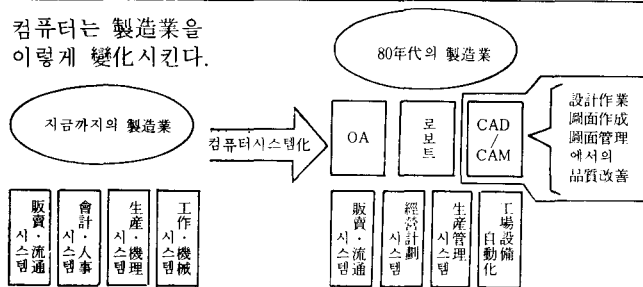 컴퓨터는 製造業을
이렇게 變化시킨다.
지금까지의 製造業
販賣・流通
시스템
會計・人事
시스템
生産・機理
시스템
工作・機械
시스템
컴퓨터시스템化
80年代의 製造業
OA
로보트
CAD
/
CAM
設計作業
圖面作成
圖面管理
에서의
品質改善
販賣・流通
시스템
經營計劃
시스템
生産管理
시스템
工場設備
自動化